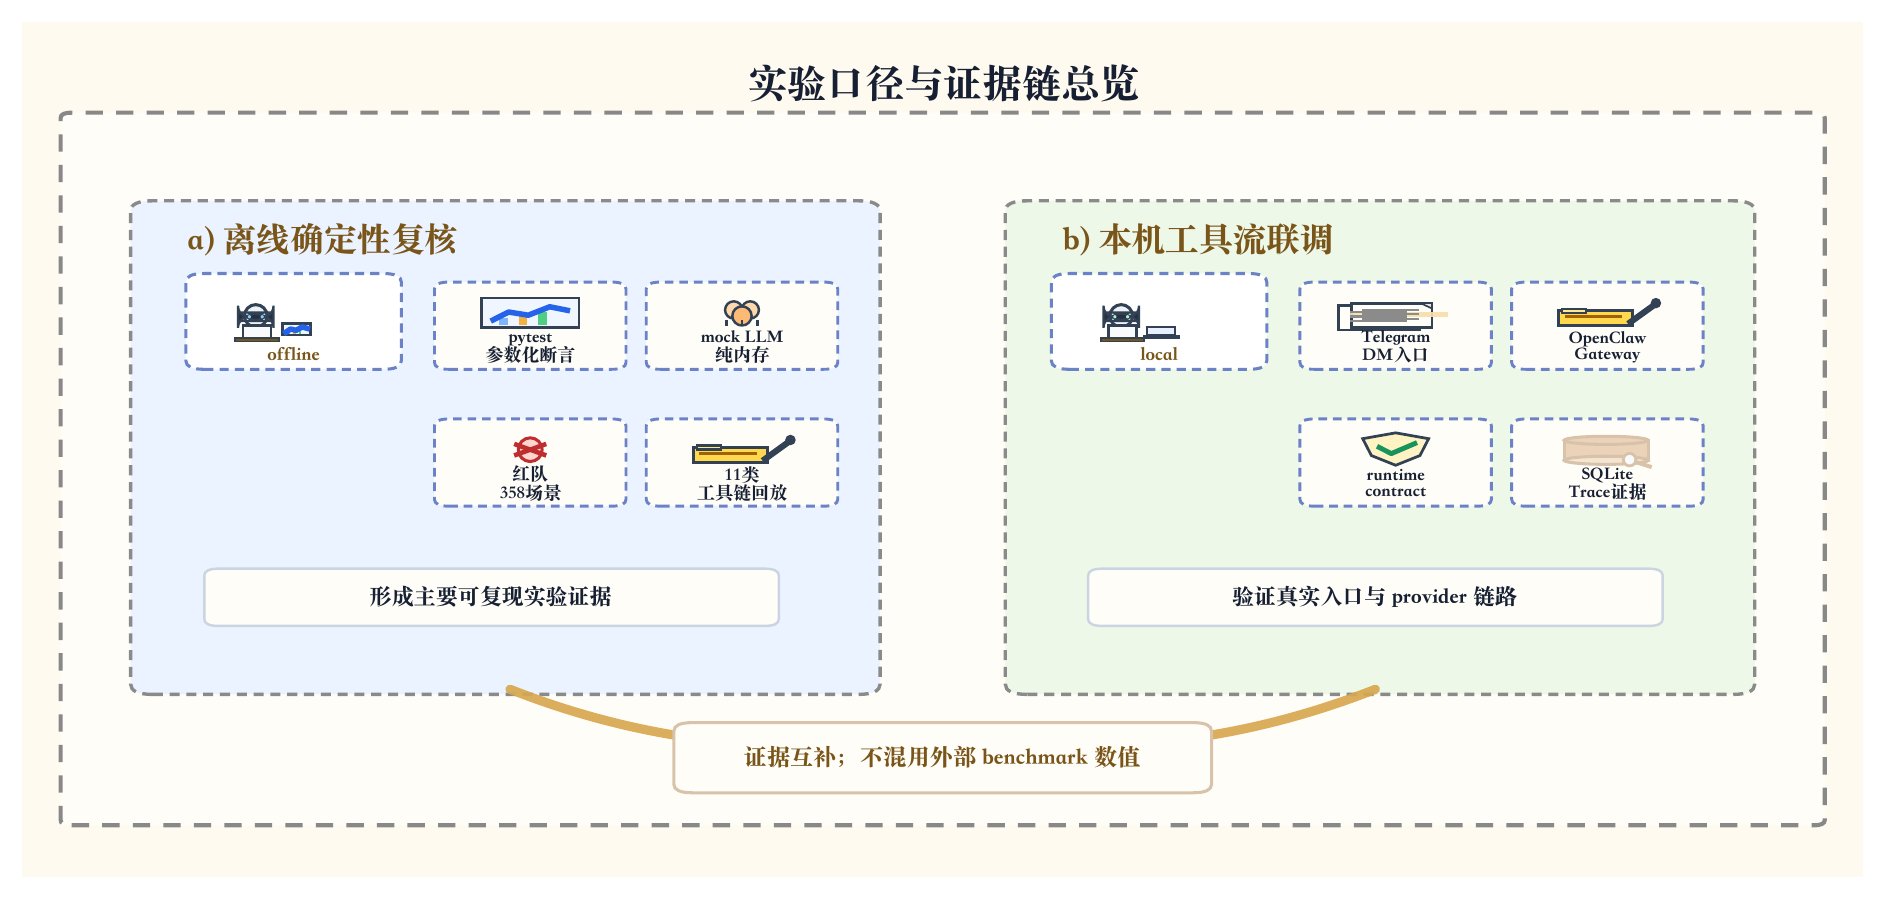 实验口径与证据链总览
a) 离线确定性复核
offline
pytest
参数化断言
mock LLM
纯内存
红队
358场景
11类
工具链回放
形成主要可复现实验证据
b) 本机工具流联调
local
Telegram
DM入口
OpenClaw
Gateway
runtime
contract
SQLite
Trace证据
验证真实入口与 provider 链路
证据互补；不混用外部 benchmark 数值